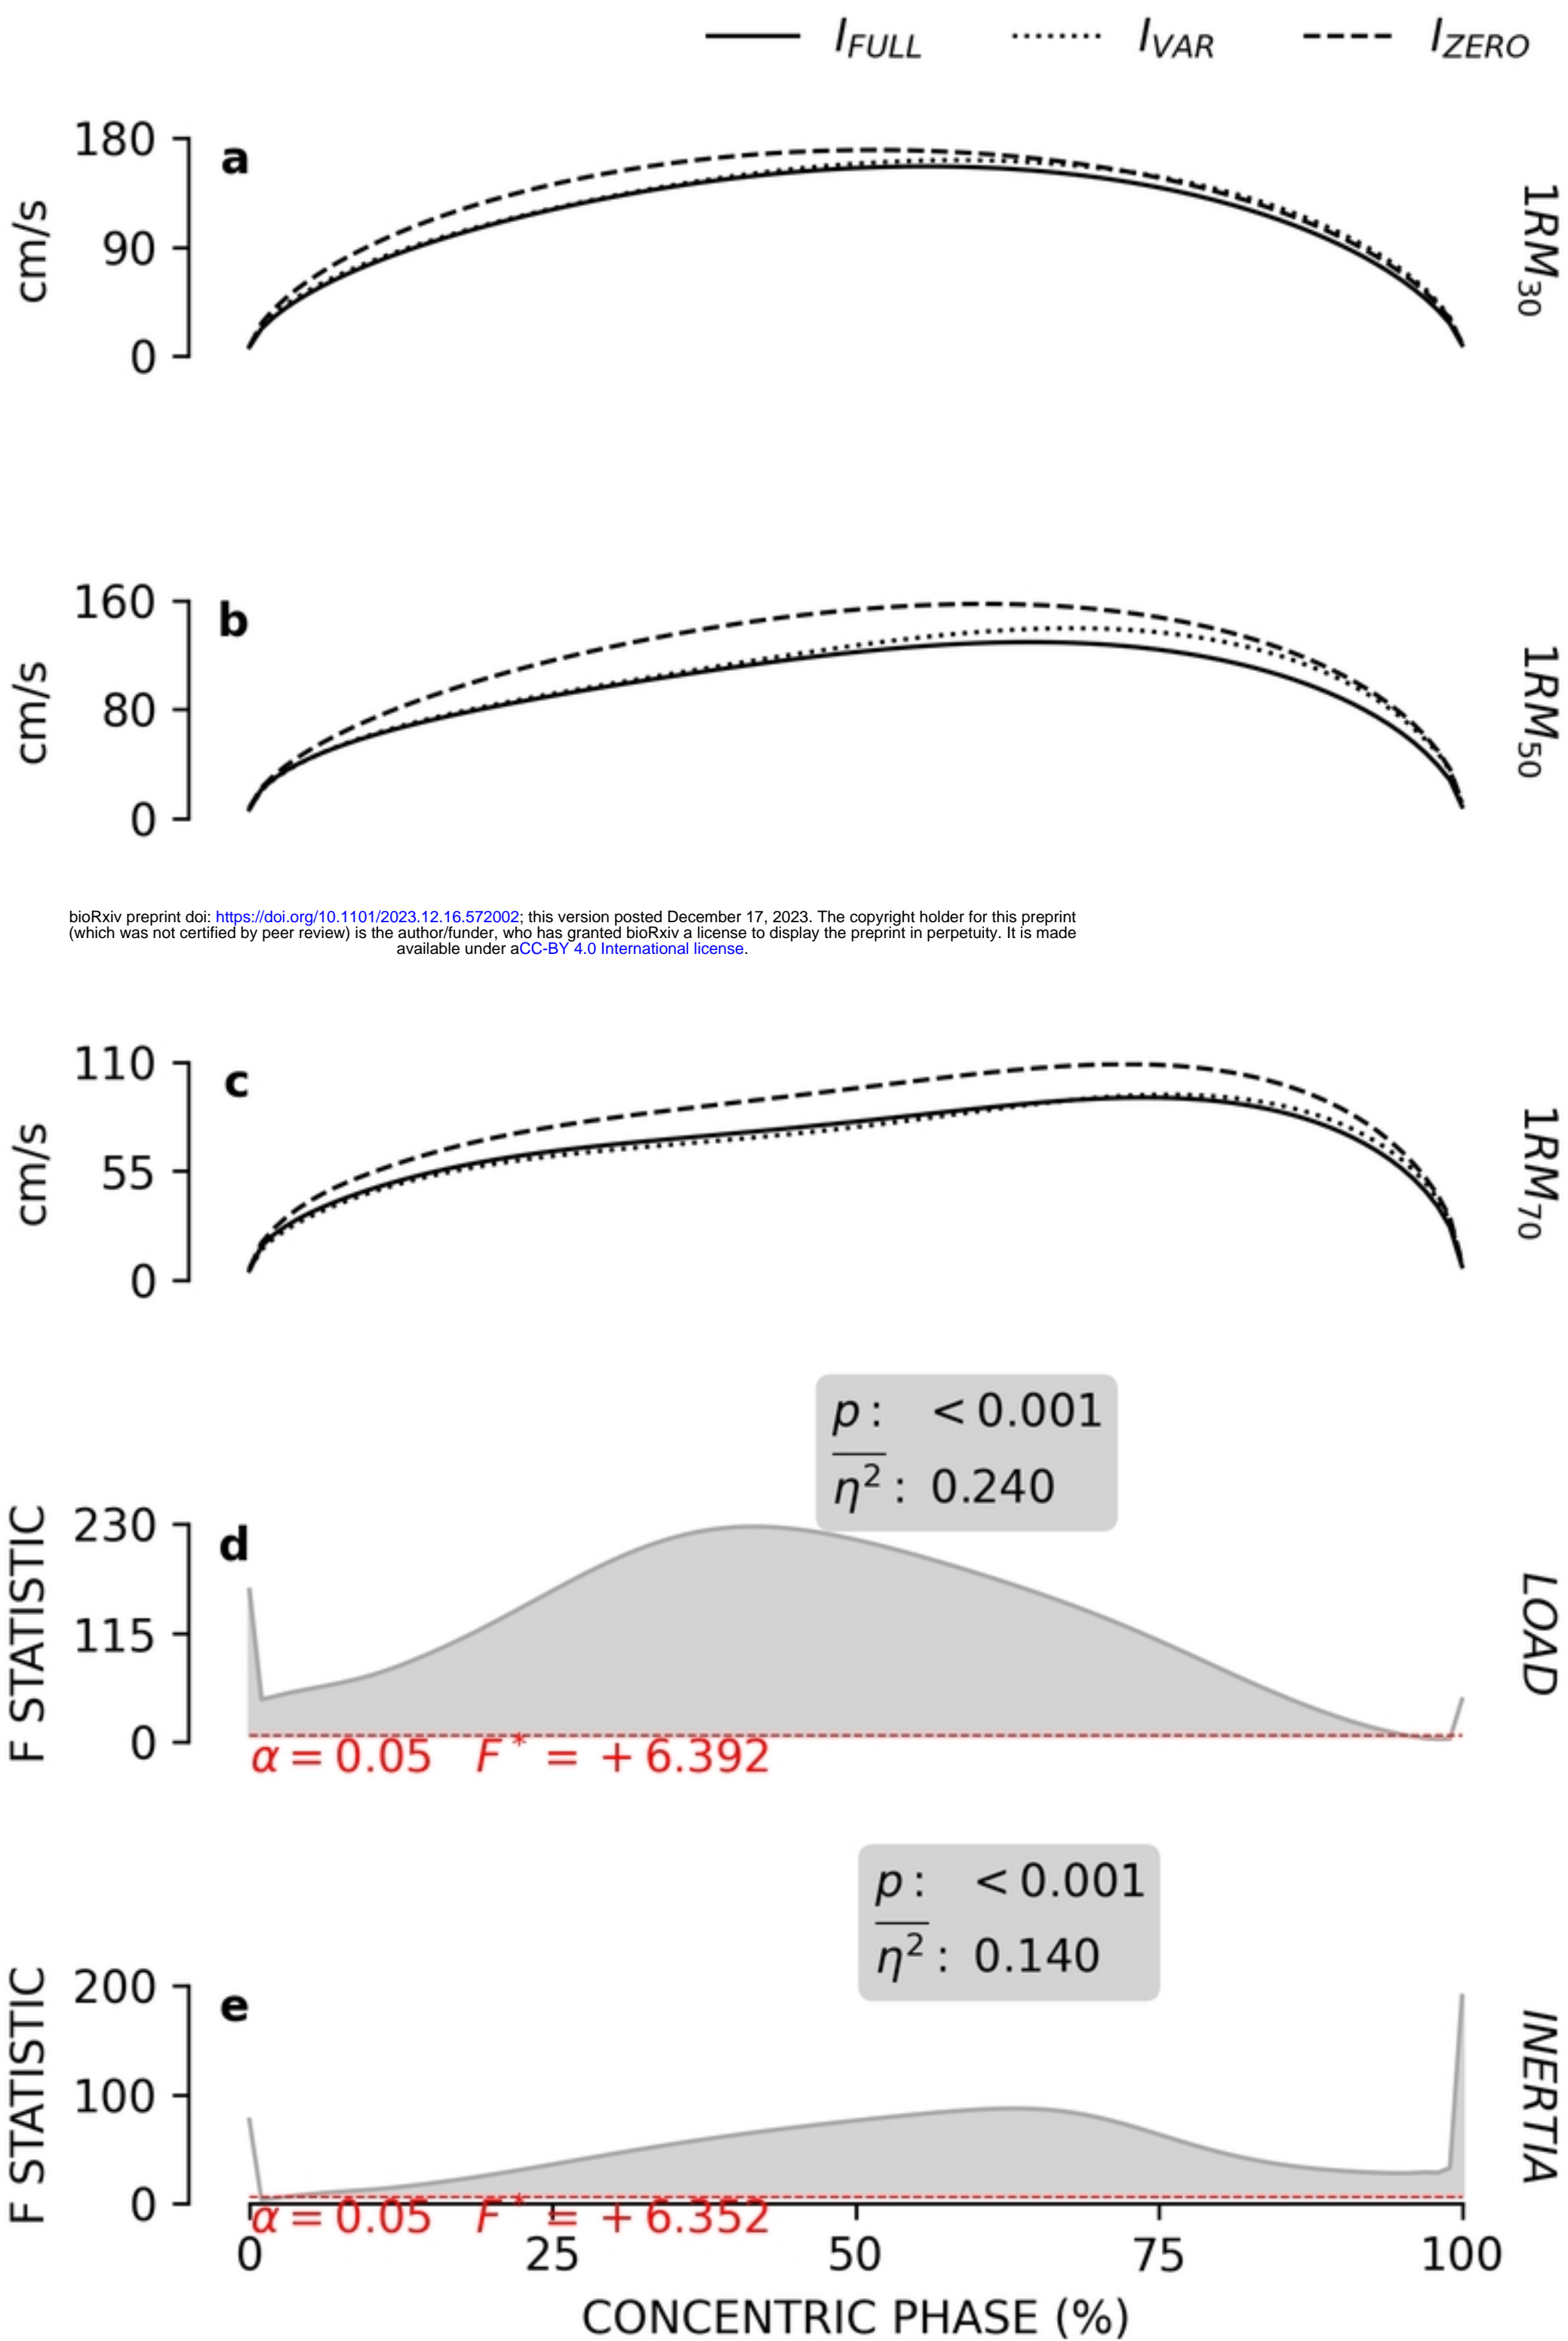 I_FULL I_VAR I_ZERO
180
a
cm/s
90
0
1RM_30
160
b
cm/s
80
0
1RM_50
bioRxiv preprint doi: https://doi.org/10.1101/2023.12.16.572002; this version posted December 17, 2023. The copyright holder for this preprint
(which was not certified by peer review) is the author/funder, who has granted bioRxiv a license to display the preprint in perpetuity. It is made
available under aCC-BY 4.0 International license.
110
c
cm/s
55
0
1RM_70
p: < 0.001
η²: 0.240
230
d
F STATISTIC
115
0
LOAD
α = 0.05 F* = +6.392
p: < 0.001
η²: 0.140
200
e
F STATISTIC
100
0
INERTIA
α = 0.05 F* = +6.352
0 25 50 75 100
CONCENTRIC PHASE (%)